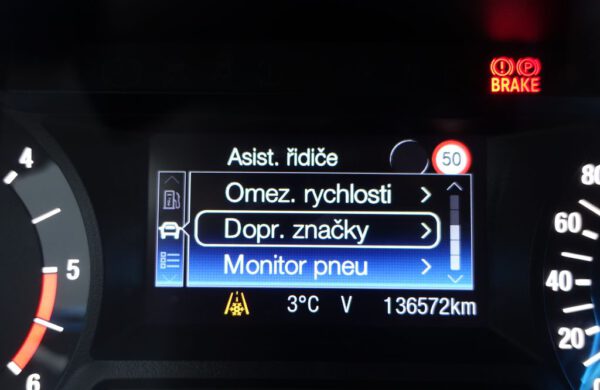 BRAKE
Asist. řidiče 50
Omez. rychlosti
Dopr. značky
Monitor pneu
3°C V 136572km
4
5
6
80
60
40
20